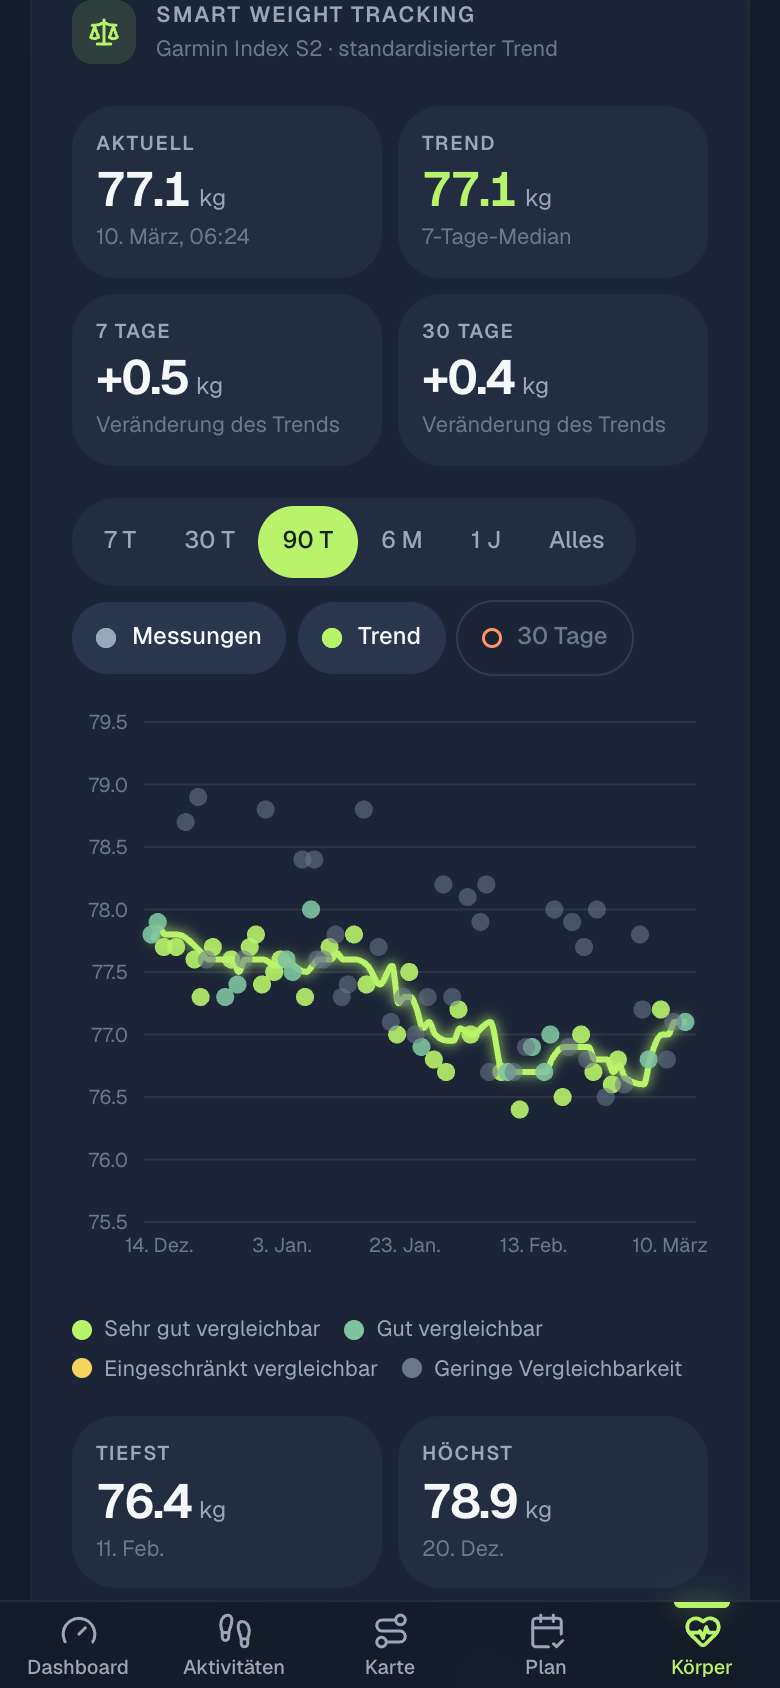 SMART WEIGHT TRACKING
Garmin Index S2 · standardisierter Trend
AKTUELL
77.1 kg
10. März, 06:24
TREND
77.1 kg
7-Tage-Median
7 TAGE
+0.5 kg
Veränderung des Trends
30 TAGE
+0.4 kg
Veränderung des Trends
7 T 30 T 90 T 6 M 1 J Alles
Messungen Trend 30 Tage
79.5
79.0
78.5
78.0
77.5
77.0
76.5
76.0
75.5
14. Dez. 3. Jan. 23. Jan. 13. Feb. 10. März
Sehr gut vergleichbar Gut vergleichbar
Eingeschränkt vergleichbar Geringe Vergleichbarkeit
TIEFST
76.4 kg
11. Feb.
HÖCHST
78.9 kg
20. Dez.
Dashboard Aktivitäten Karte Plan Körper